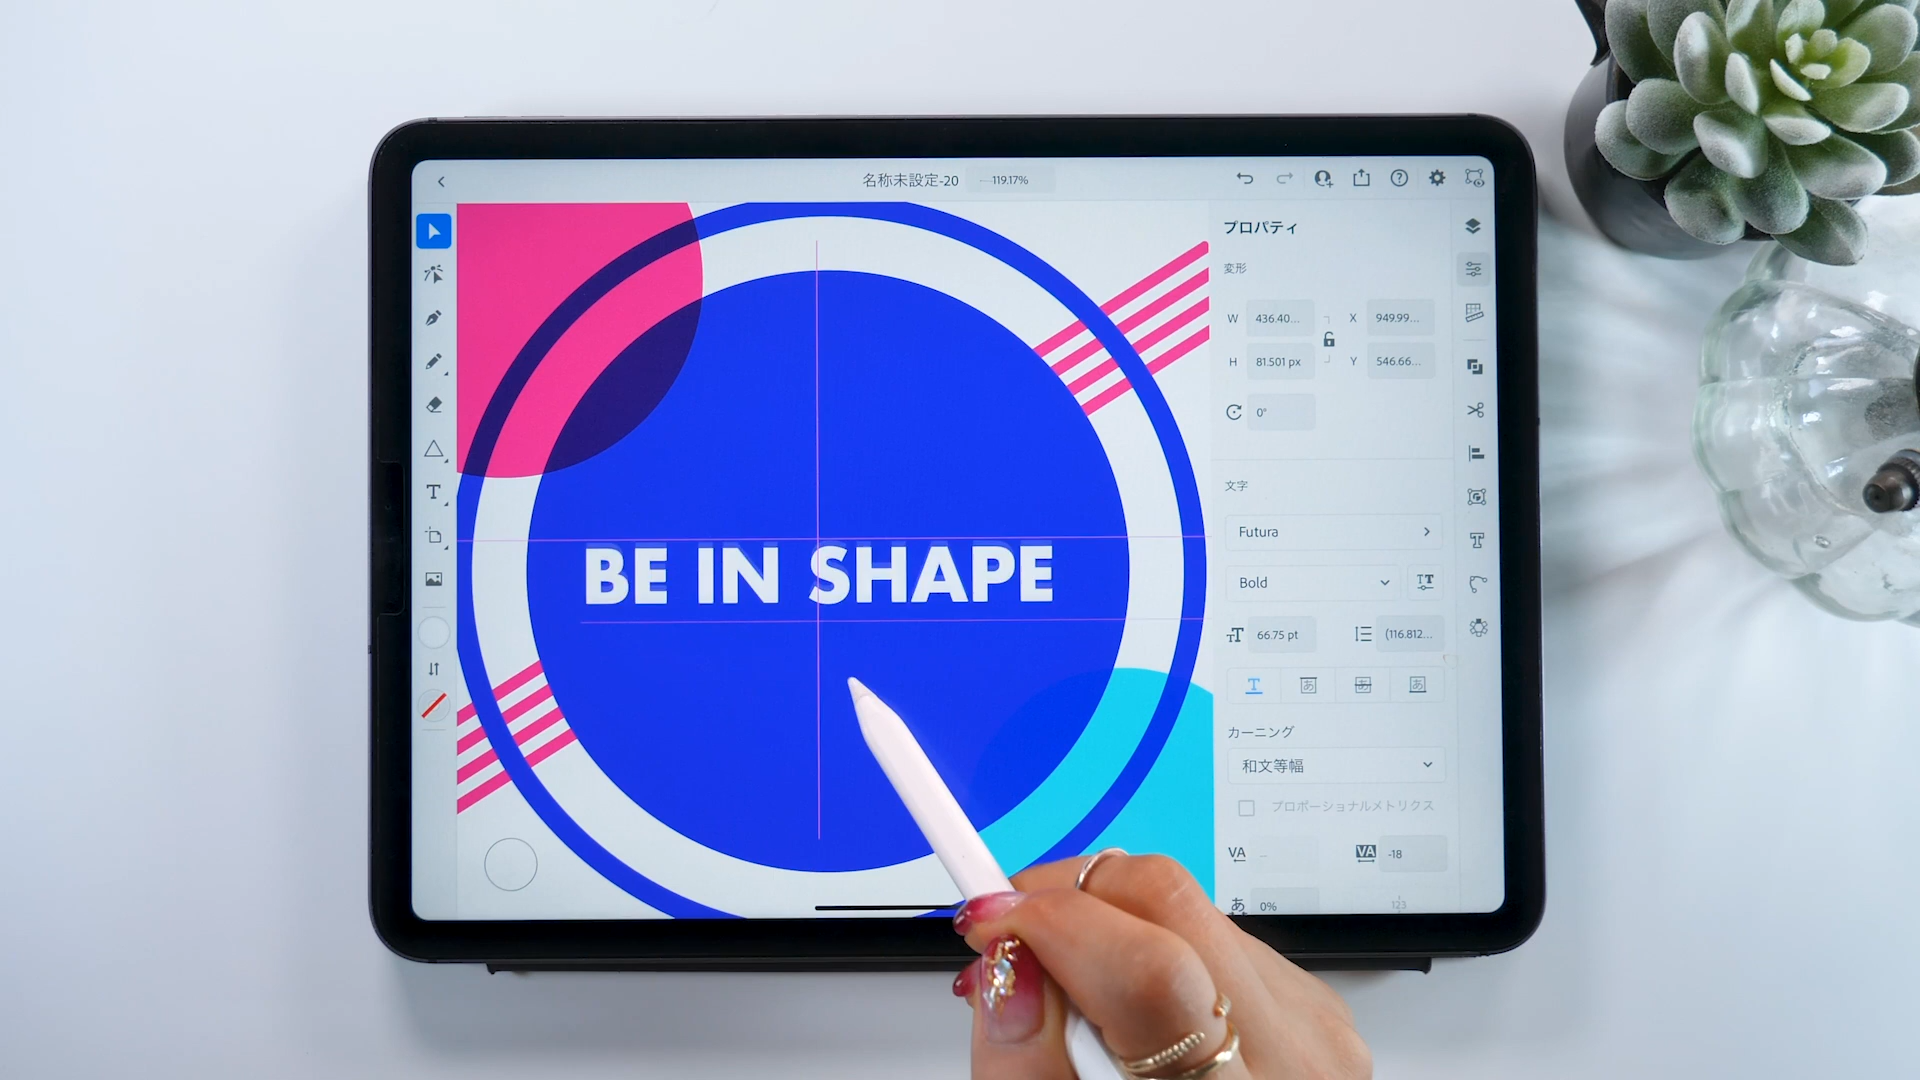 名称未設定-20 119.17%
プロパティ
変形
W 436.40... X 949.99...
H 81.501 px Y 546.66...
0°
文字
Futura
Bold
66.75 pt (116.812...
カーニング
和文等幅
プロポーショナルメトリクス
VA -- VA -18
あ 0% 123
BE IN SHAPE